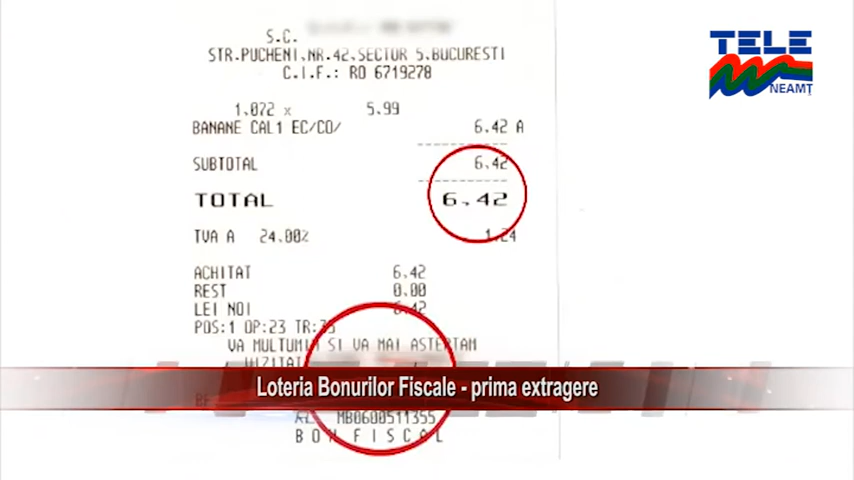 S.C.
STR.PUCHENI,NR.42,SECTOR 5,BUCURESTI
C.I.F.: RO 6719278
1.072 x 5.99
BANANE CAL1 EC/CO/ 6.42 A
SUBTOTAL 6.42
TOTAL 6.42
TVA A 24.00% 1.24
ACHITAT 6.42
REST 0.00
LEI NOI 6.42
POS:1 OP:23 TR:35
VA MULTUMIM SI VA MAI ASTEPTAM
VIZITAT
Loteria Bonurilor Fiscale - prima extragere
MB0600511355
BON FISCAL
TELE
NEAMȚ